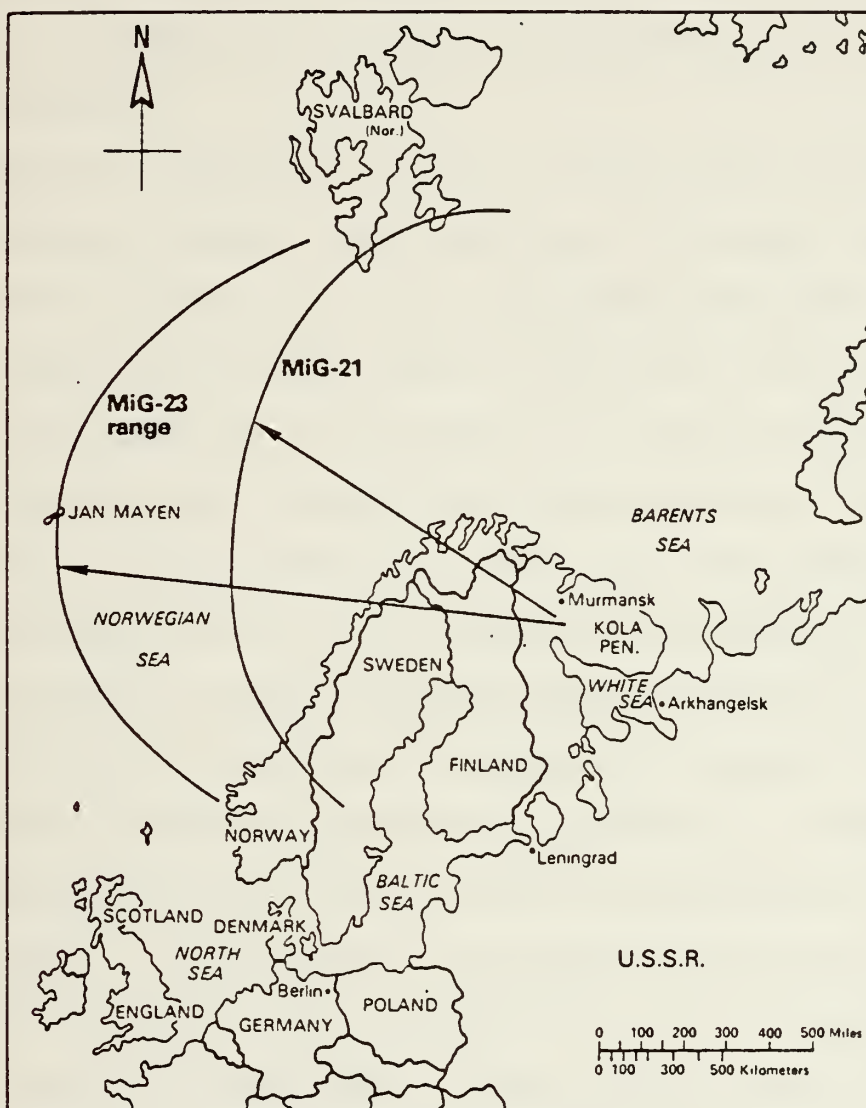 N
SVALBARD
(Nor.)
MiG-21
MiG-23
range
JAN MAYEN
BARENTS
SEA
Murmansk
KOLA
PEN.
NORWEGIAN
SEA
SWEDEN
WHITE
SEA
Arkhangelsk
FINLAND
NORWAY
Leningrad
BALTIC
SEA
SCOTLAND
DENMARK
NORTH
SEA
U.S.S.R.
Berlin
POLAND
ENGLAND
GERMANY
0 100 200 300 400 500 Miles
0 100 300 500 Kilometers